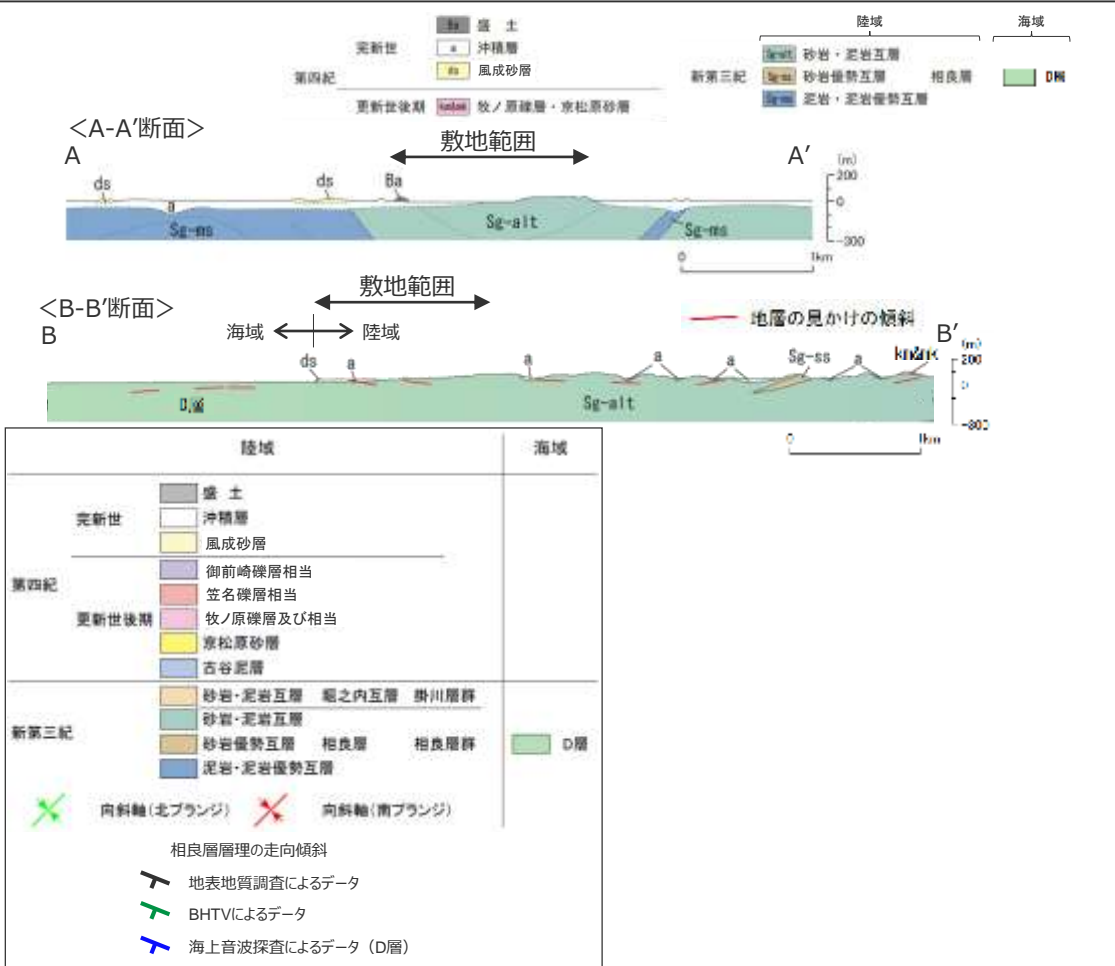 陸域 海域
Ba 盛土
完新世 a 沖積層
第四紀 ds 風成砂層
更新世後期 牧ノ原礫層・京松原砂層
Sg-alt 砂岩・泥岩互層
新第三紀 Sg-ss 砂岩優勢互層 相良層 D層
Sg-ms 泥岩・泥岩優勢互層
<A-A'断面>
敷地範囲
A A'
(m)
200
0
-300
ds ds Ba
a
Sg-ms Sg-alt Sg-ms
0 1km
<B-B'断面>
敷地範囲
B B'
海域 陸域
地層の見かけの傾斜
ds a a a a Sg-ss a km&mk
(m)
200
0
-300
D層 Sg-alt
0 1km
陸域 海域
盛土
完新世 沖積層
風成砂層
第四紀 御前崎礫層相当
笠名礫層相当
更新世後期 牧ノ原礫層及び相当
京松原砂層
古谷泥層
砂岩・泥岩互層 堀之内互層 掛川層群
新第三紀 砂岩・泥岩互層
砂岩優勢互層 相良層 相良層群 D層
泥岩・泥岩優勢互層
向斜軸(北プランジ) 向斜軸(南プランジ)
相良層層理の走向傾斜
地表地質調査によるデータ
BHTVによるデータ
海上音波探査によるデータ（D層）